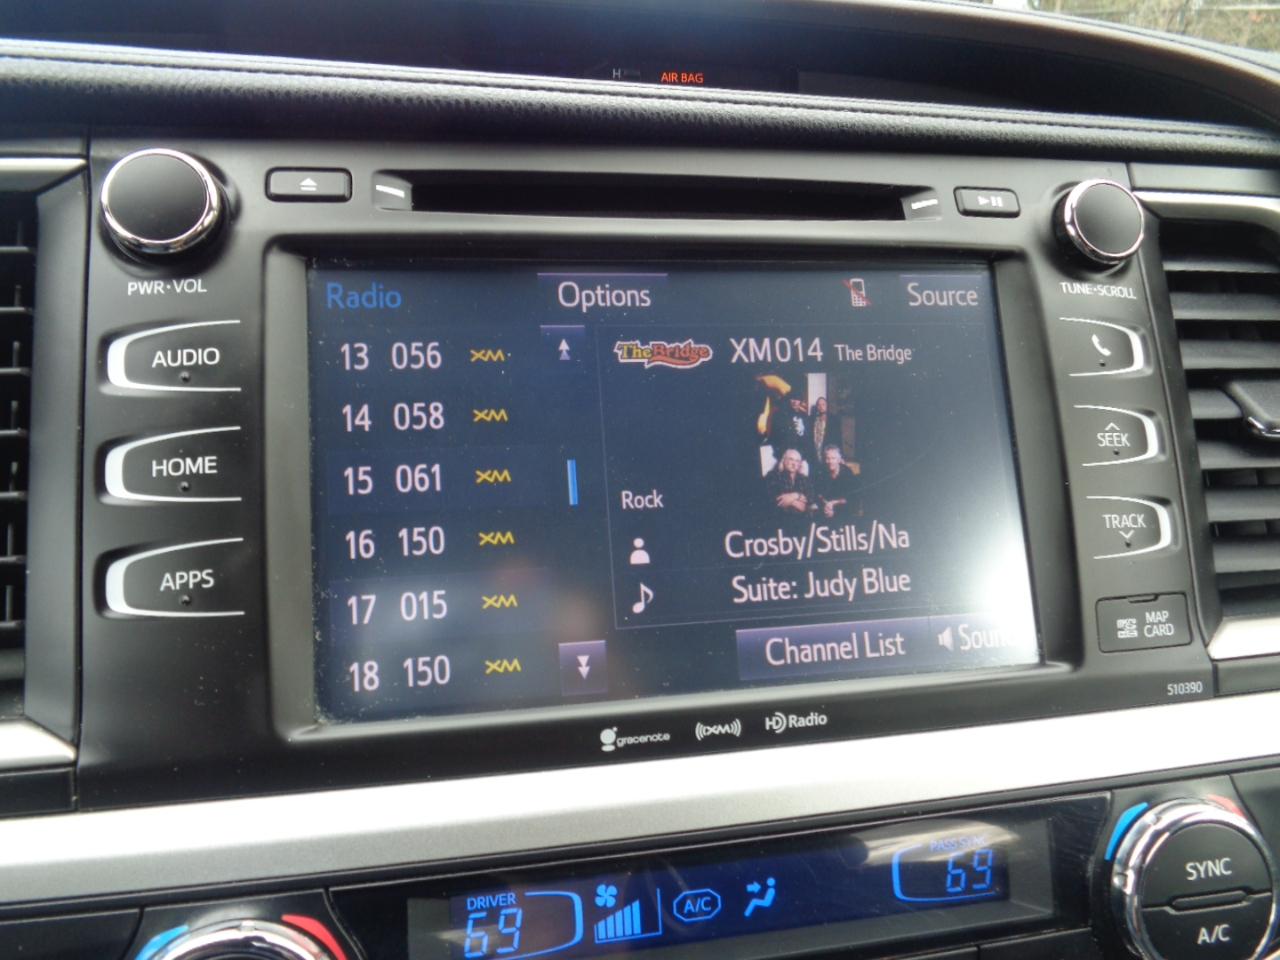 H
AIR BAG
PWR·VOL
TUNE·SCROLL
AUDIO
HOME
APPS
Radio
Options
Source
13 056 XM
14 058 XM
15 061 XM
16 150 XM
17 015 XM
18 150 XM
The Bridge
XM014 The Bridge
Rock
Crosby/Stills/Na
Suite: Judy Blue
Channel List
Soun
SEEK
TRACK
MAP
CARD
510390
gracenote
((XM))
HD Radio
DRIVER
69
A/C
PASS SYNC
69
SYNC
A/C